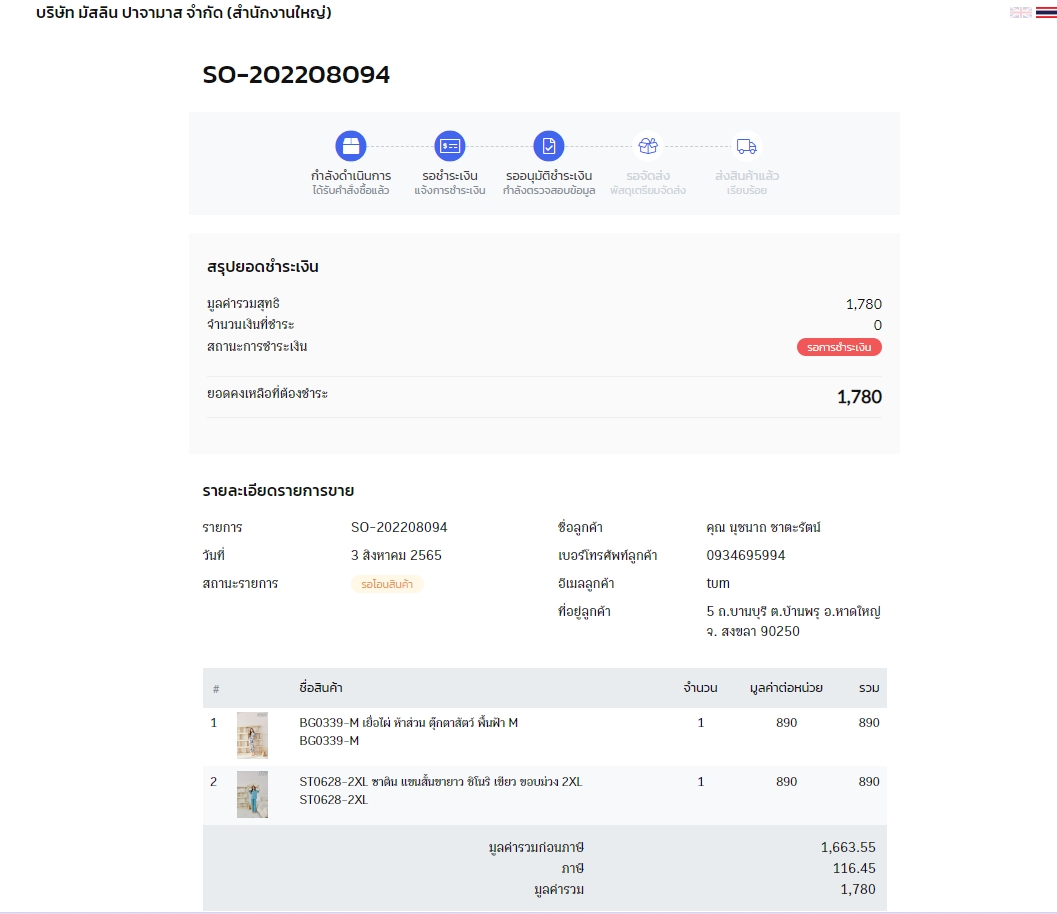 บริษัท มัสลิน ปาจามาส จำกัด (สำนักงานใหญ่)
SO-202208094
กำลังดำเนินการ
ได้รับคำสั่งซื้อแล้ว
รอชำระเงิน
แจ้งการชำระเงิน
รออนุมัติชำระเงิน
กำลังตรวจสอบข้อมูล
รอจัดส่ง
พัสดุเตรียมจัดส่ง
ส่งสินค้าแล้ว
เรียบร้อย
สรุปยอดชำระเงิน
มูลค่ารวมสุทธิ 1,780
จำนวนเงินที่ชำระ 0
สถานะการชำระเงิน รอการชำระเงิน
ยอดคงเหลือที่ต้องชำระ 1,780
รายละเอียดรายการขาย
รายการ SO-202208094 ชื่อลูกค้า คุณ นุชนาถ ชาตะรัตน์
วันที่ 3 สิงหาคม 2565 เบอร์โทรศัพท์ลูกค้า 0934695994
สถานะรายการ รอโอนสินค้า อีเมลลูกค้า tum
ที่อยู่ลูกค้า 5 ถ.บานบุรี ต.บ้านพรุ อ.หาดใหญ่
จ. สงขลา 90250
# ชื่อสินค้า จำนวน มูลค่าต่อหน่วย รวม
1 BG0339-M เยื่อไผ่ ห้าส่วน ตุ๊กตาสัตว์ พื้นฟ้า M 1 890 890
BG0339-M
2 ST0628-2XL ซาติน แขนสั้นขายาว ชิโนริ เขียว ขอบม่วง 2XL 1 890 890
ST0628-2XL
มูลค่ารวมก่อนภาษี 1,663.55
ภาษี 116.45
มูลค่ารวม 1,780